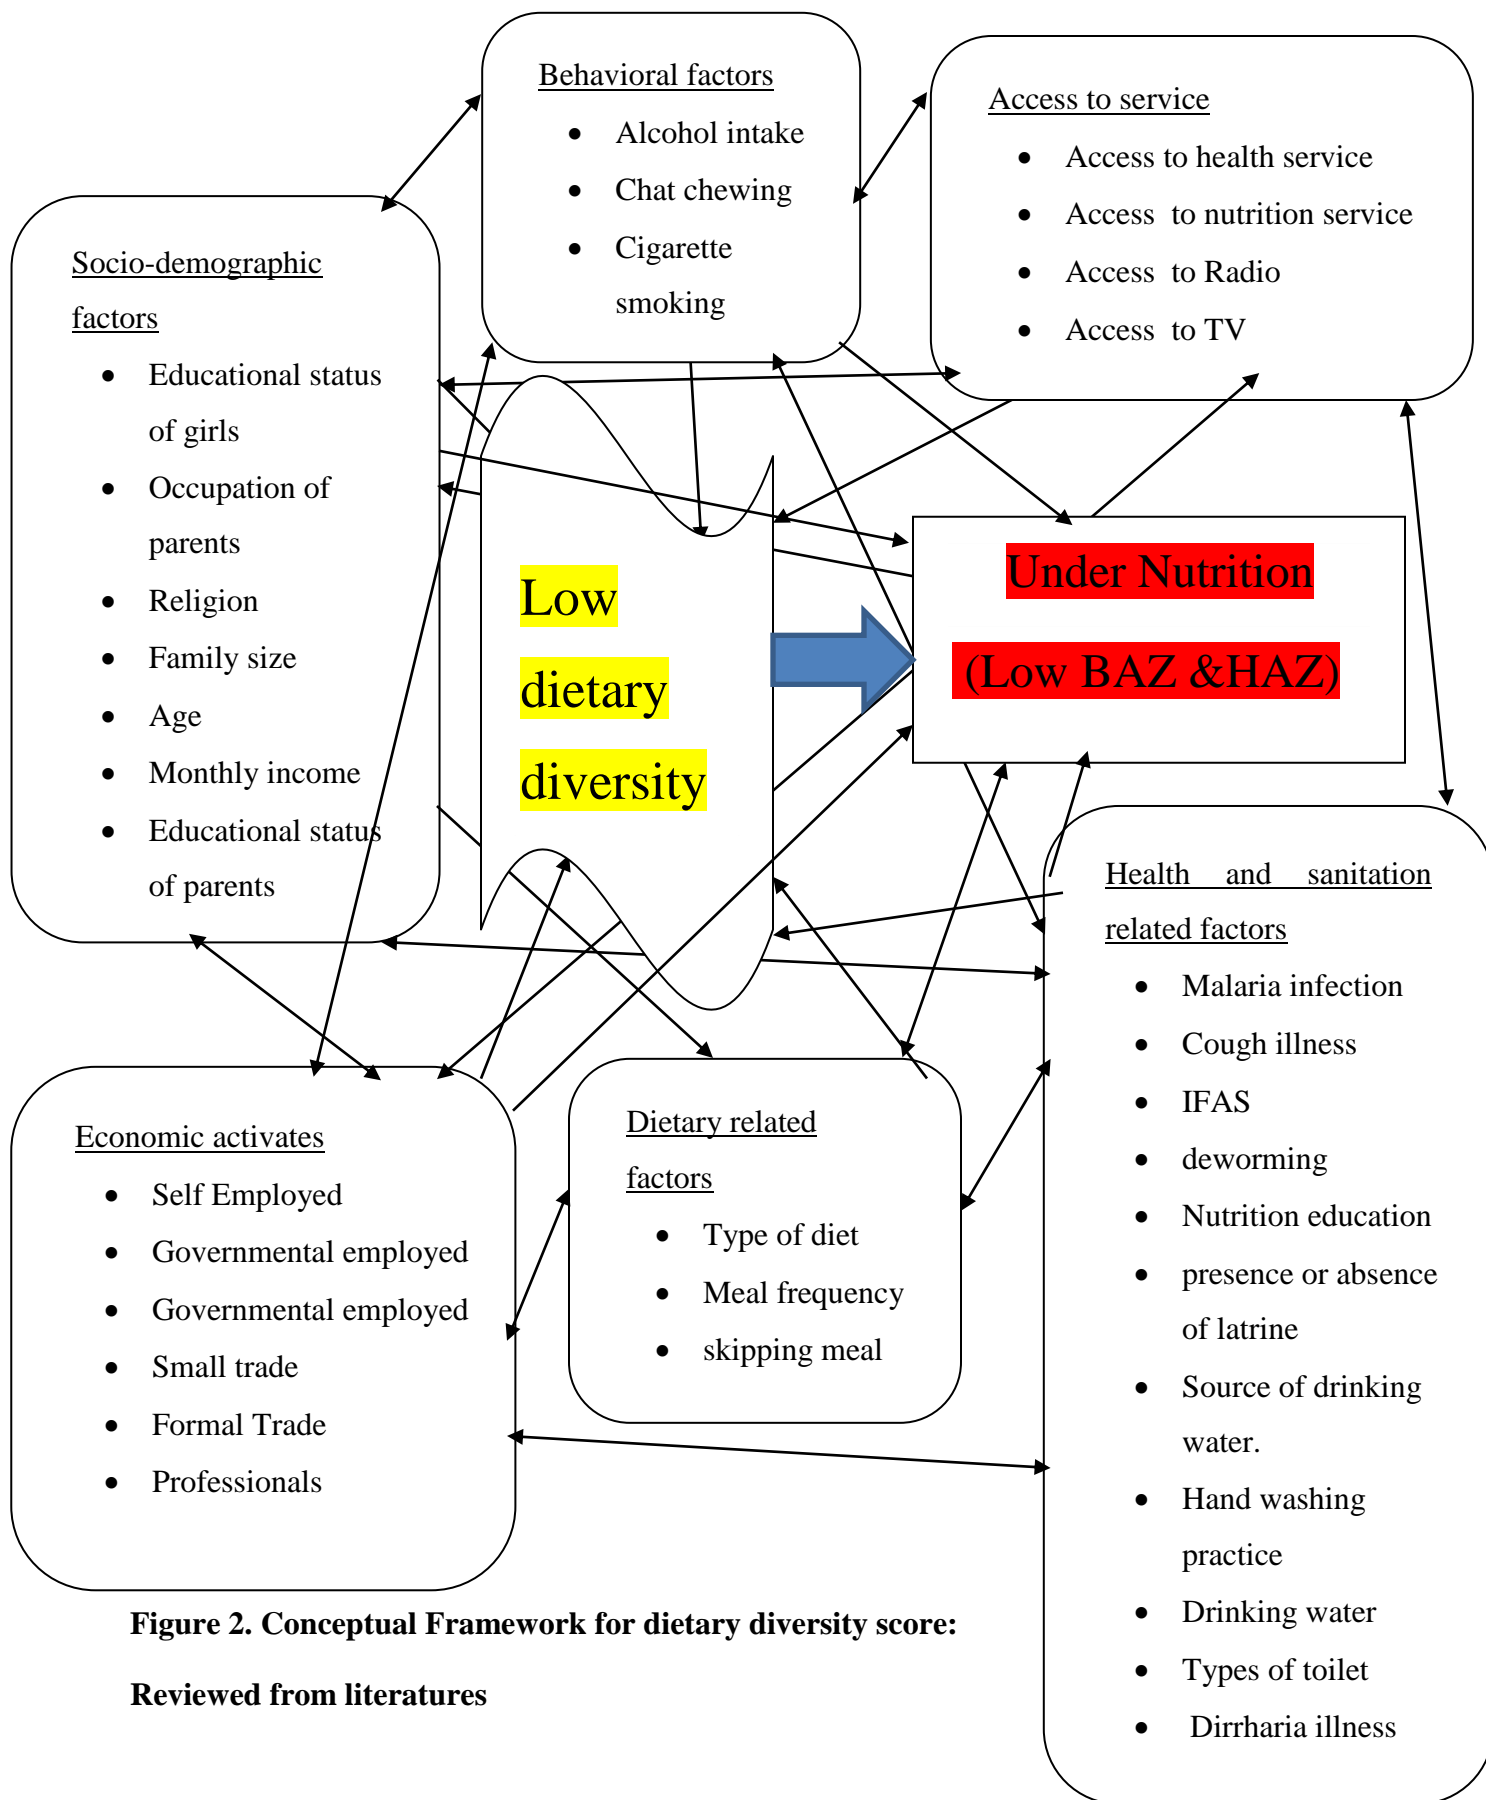 Behavioral factors
• Alcohol intake
• Chat chewing
• Cigarette
smoking
Access to service
• Access to health service
• Access to nutrition service
• Access to Radio
• Access to TV
Socio-demographic
factors
• Educational status
of girls
• Occupation of
parents
• Religion
• Family size
• Age
• Monthly income
• Educational status
of parents
Low
dietary
diversity
Under Nutrition
(Low BAZ &HAZ)
Health and sanitation
related factors
• Malaria infection
• Cough illness
• IFAS
• deworming
• Nutrition education
• presence or absence
of latrine
• Source of drinking
water.
• Hand washing
practice
• Drinking water
• Types of toilet
• Dirrharia illness
Economic activates
• Self Employed
• Governmental employed
• Governmental employed
• Small trade
• Formal Trade
• Professionals
Dietary related
factors
• Type of diet
• Meal frequency
• skipping meal
Figure 2. Conceptual Framework for dietary diversity score:
Reviewed from literatures